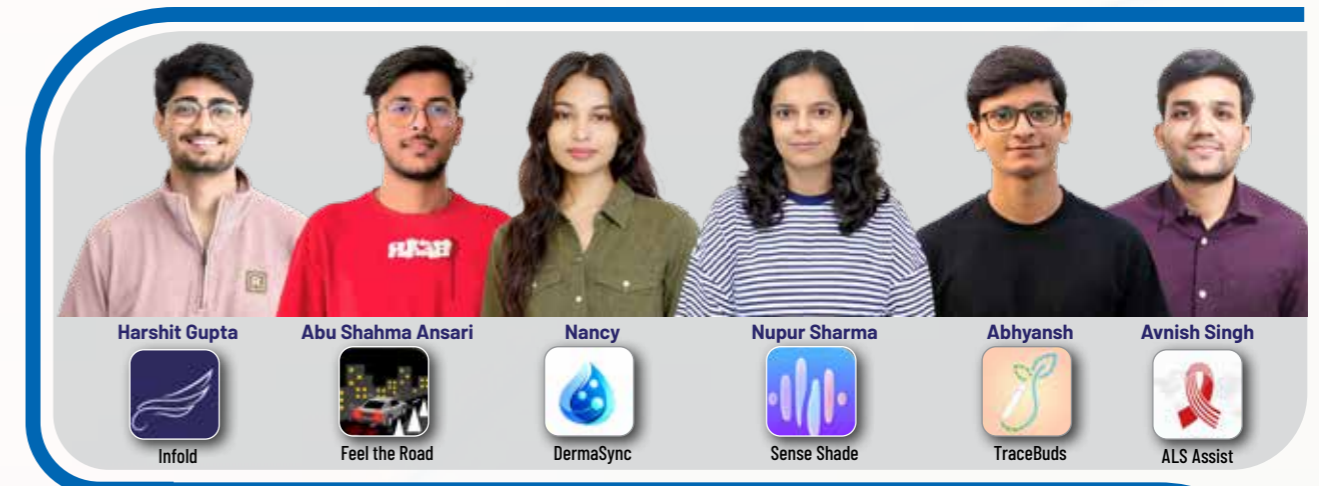 Harshit Gupta
Abu Shahma Ansari
Nancy
Nupur Sharma
Abhyansh
Avnish Singh
Infold
Feel the Road
DermaSync
Sense Shade
TraceBuds
ALS Assist